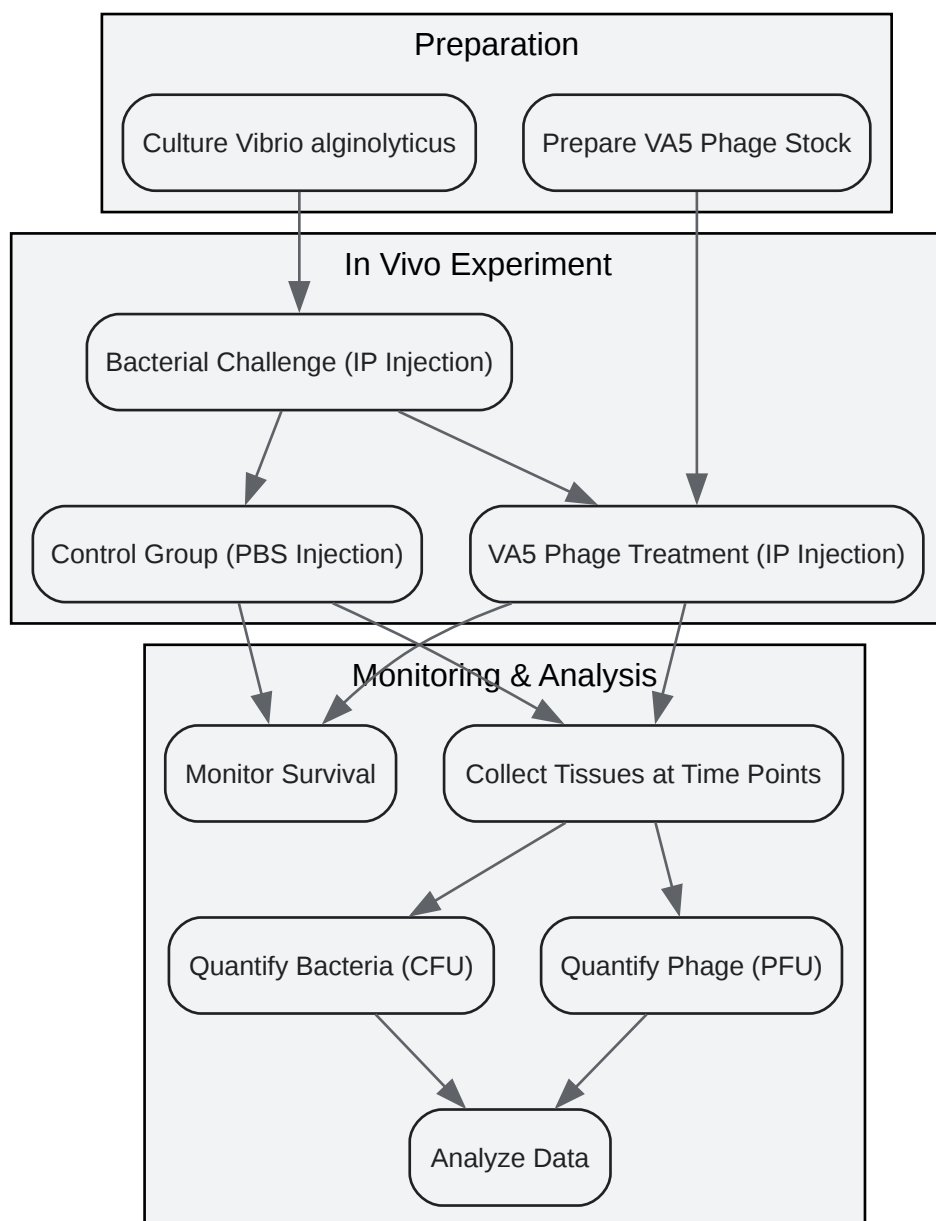 Preparation
Culture Vibrio alginolyticus
Prepare VA5 Phage Stock
In Vivo Experiment
Bacterial Challenge (IP Injection)
Control Group (PBS Injection)
VA5 Phage Treatment (IP Injection)
Monitoring & Analysis
Monitor Survival
Collect Tissues at Time Points
Quantify Bacteria (CFU)
Quantify Phage (PFU)
Analyze Data